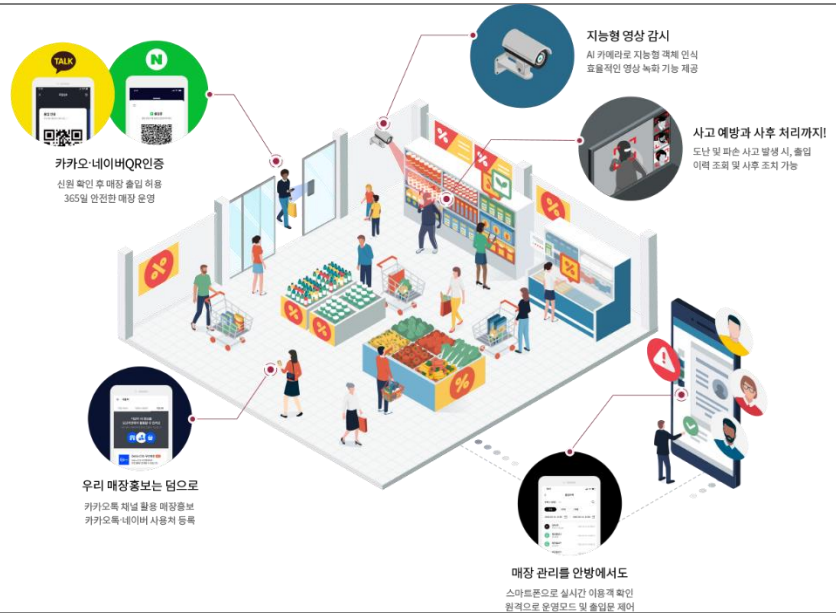 TALK
N
카카오·네이버QR인증
신원 확인 후 매장 출입 허용
365일 안전한 매장 운영
지능형 영상 감시
AI 카메라로 지능형 객체 인식
효율적인 영상 녹화 기능 제공
사고 예방과 사후 처리까지!
도난 및 파손 사고 발생 시, 출입
이력 조회 및 사후 조치 가능
우리 매장홍보는 덤으로
카카오톡 채널 활용 매장홍보
카카오톡·네이버 사용처 등록
매장 관리를 안방에서도
스마트폰으로 실시간 이용객 확인
원격으로 운영모드 및 출입문 제어